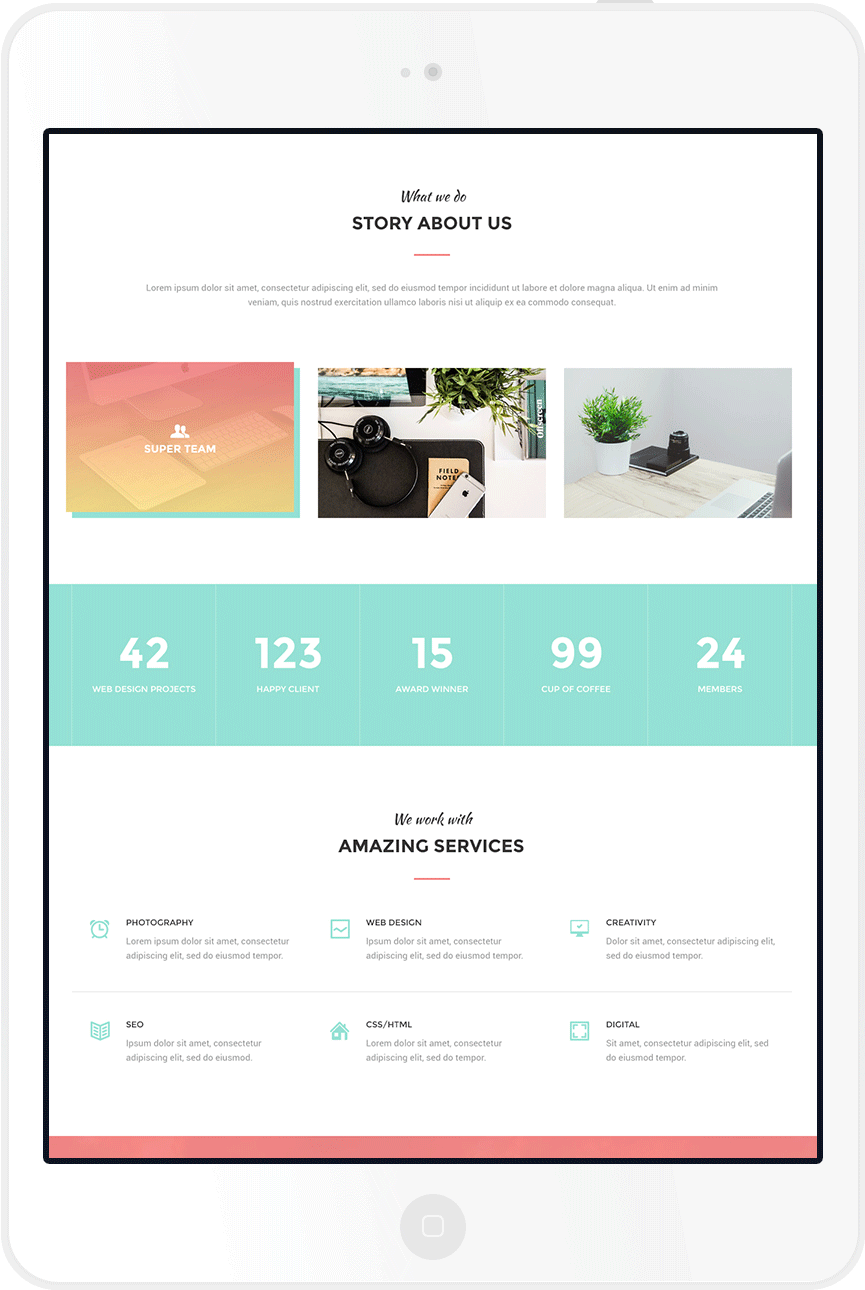 What we do
STORY ABOUT US
Lorem ipsum dolor sit amet, consectetur adipiscing elit, sed do eiusmod tempor incididunt ut labore et dolore magna aliqua. Ut enim ad minim
veniam, quis nostrud exercitation ullamco laboris nisi ut aliquip ex ea commodo consequat.
SUPER TEAM
Offscreen
FIELD
NOTE
42
WEB DESIGN PROJECTS
123
HAPPY CLIENT
15
AWARD WINNER
99
CUP OF COFFEE
24
MEMBERS
We work with
AMAZING SERVICES
PHOTOGRAPHY
Lorem ipsum dolor sit amet, consectetur
adipiscing elit, sed do eiusmod tempor.
WEB DESIGN
Ipsum dolor sit amet, consectetur
adipiscing elit, sed do eiusmod tempor.
CREATIVITY
Dolor sit amet, consectetur adipiscing elit,
sed do eiusmod tempor.
SEO
Ipsum dolor sit amet, consectetur
adipiscing elit, sed do eiusmod.
CSS/HTML
Lorem dolor sit amet, consectetur
adipiscing elit, sed do tempor.
DIGITAL
Sit amet, consectetur adipiscing elit, sed
do eiusmod tempor.